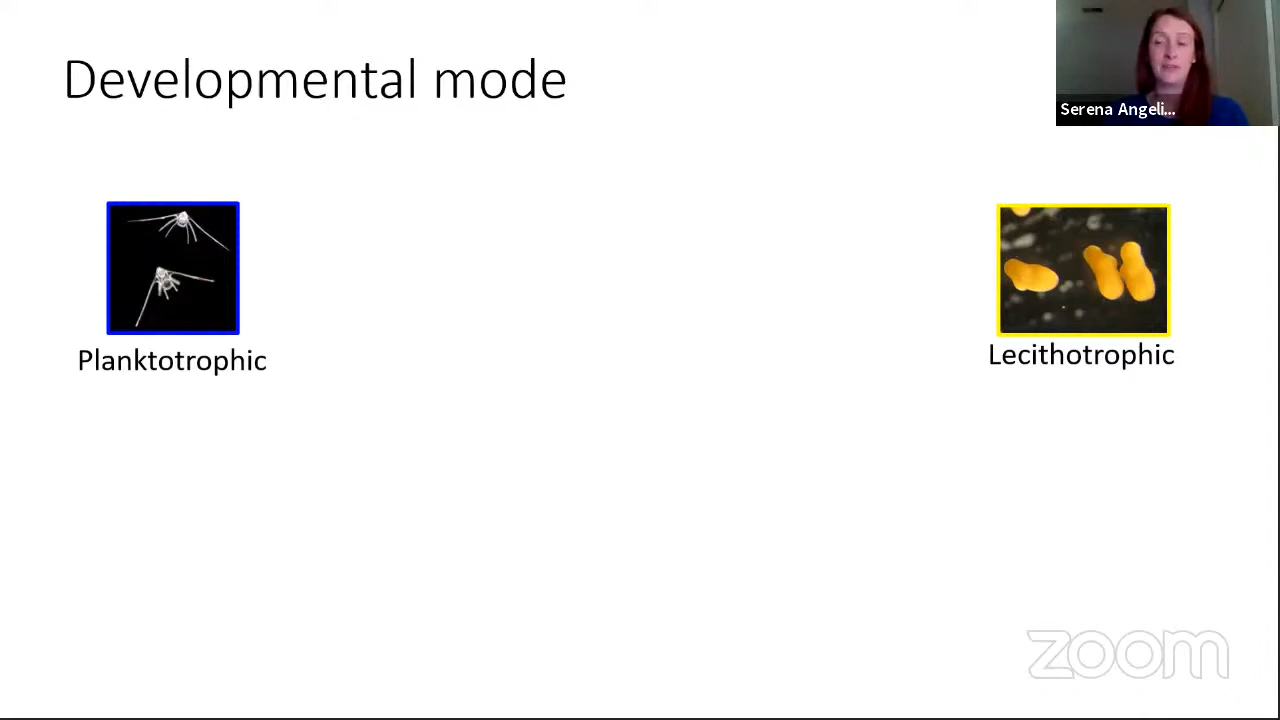 Developmental mode
Serena Angeli...
Planktotrophic
Lecithotrophic
zoom